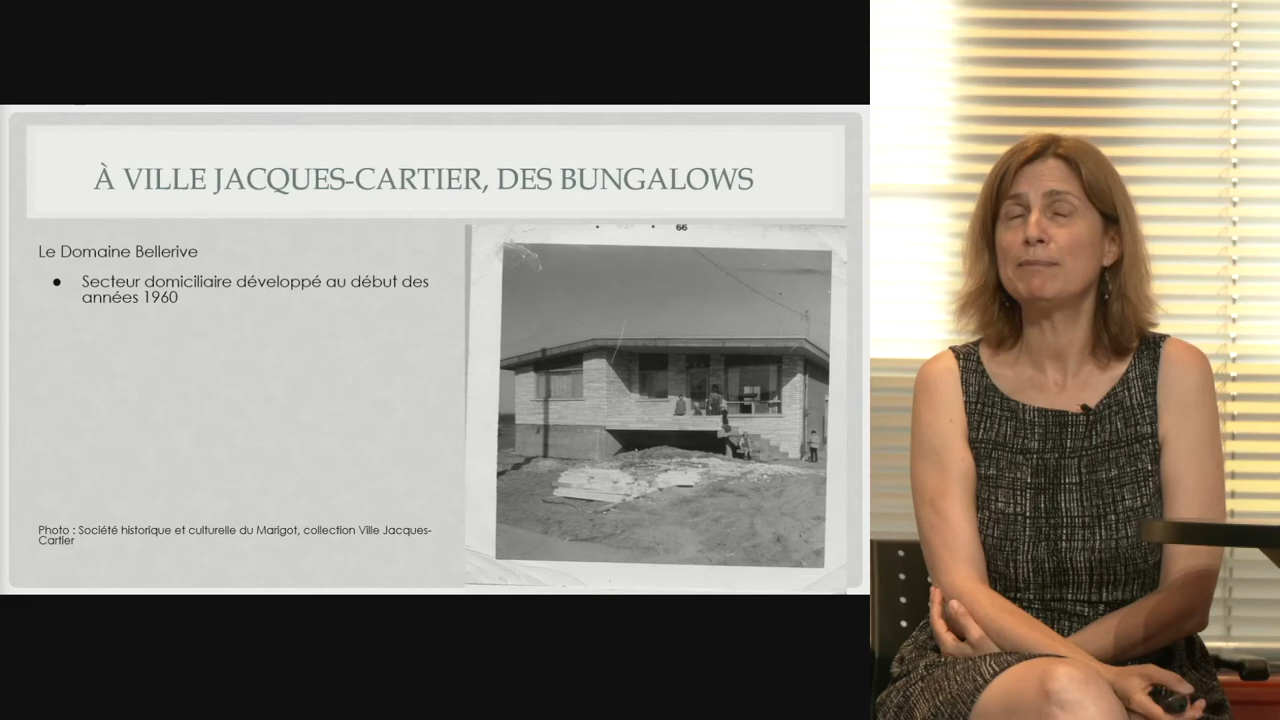 À VILLE JACQUES-CARTIER, DES BUNGALOWS
Le Domaine Bellerive
● Secteur domiciliaire développé au début des
années 1960
Photo : Société historique et culturelle du Marigot, collection Ville Jacques-
Cartier
• MAY • 66